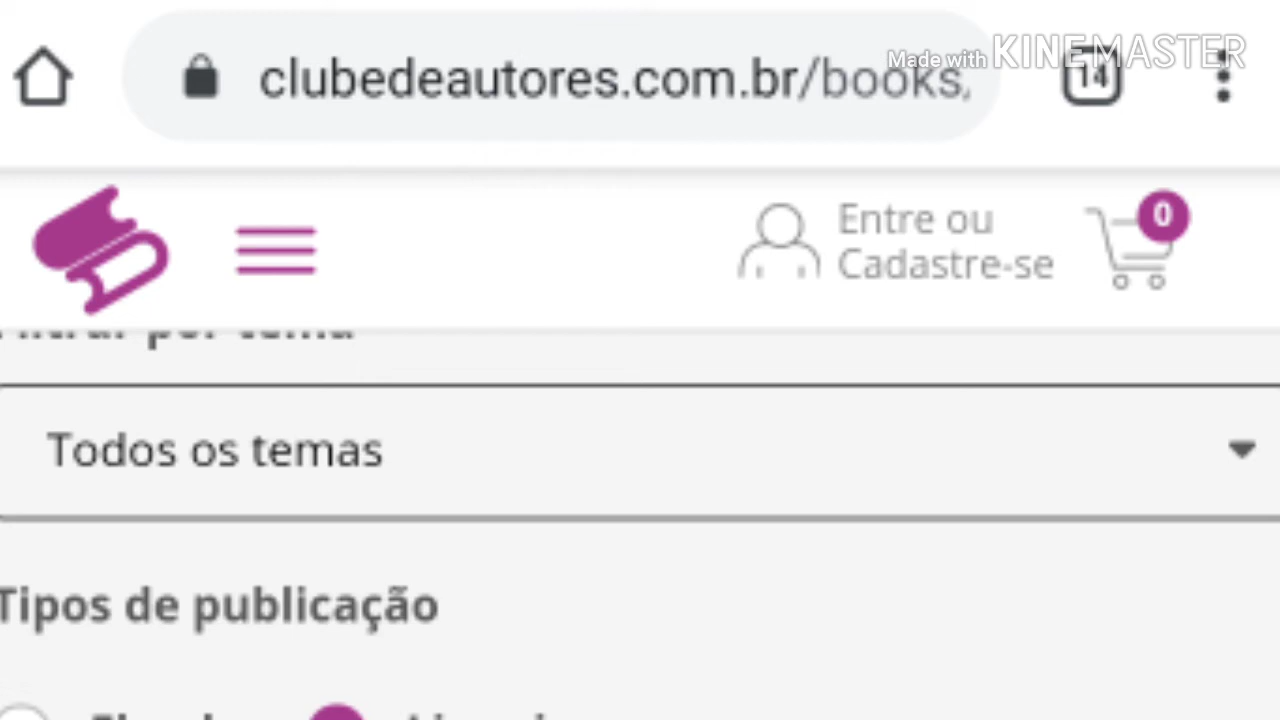 clubedeautores.com.br/books,
Made with KINEMASTER
14
Entre ou
Cadastre-se
0
Todos os temas
Tipos de publicação